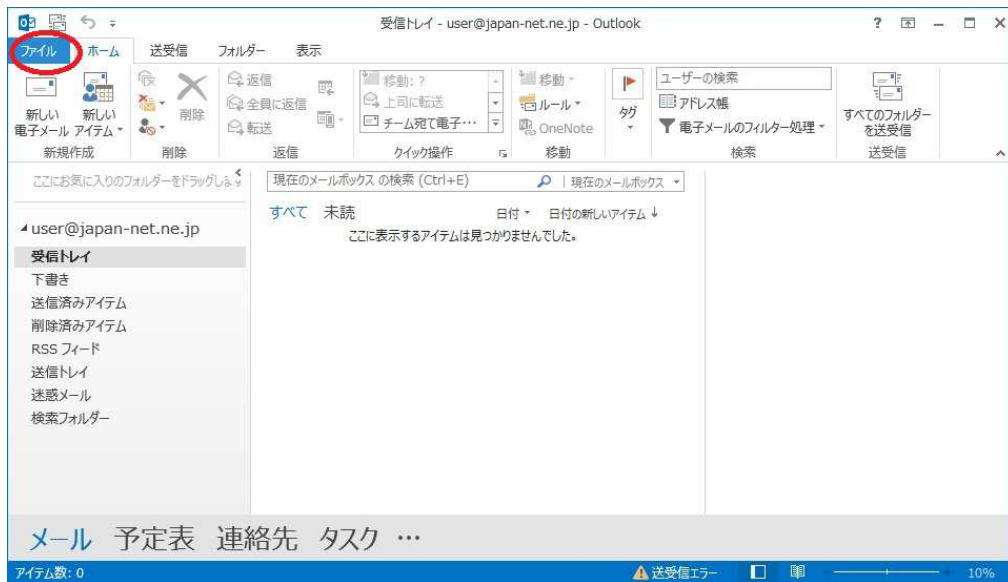 受信トレイ - user@japan-net.ne.jp - Outlook
ファイル ホーム 送受信 フォルダー 表示
新しい
電子メール
新しい
アイテム
新規作成
削除
削除
返信
全員に返信
転送
返信
移動: ?
上司に転送
チーム宛て電子…
クイック操作
移動
ルール
OneNote
移動
タグ
ユーザーの検索
アドレス帳
電子メールのフィルター処理
検索
すべてのフォルダー
を送受信
送受信
ここにお気に入りのフォルダーをドラッグしま
user@japan-net.ne.jp
受信トレイ
下書き
送信済みアイテム
削除済みアイテム
RSS フィード
送信トレイ
迷惑メール
検索フォルダー
現在のメールボックス の検索 (Ctrl+E) 現在のメールボックス
すべて 未読 日付 日付の新しいアイテム ↓
ここに表示するアイテムは見つかりませんでした。
メール 予定表 連絡先 タスク …
アイテム数: 0 送受信エラー 10%